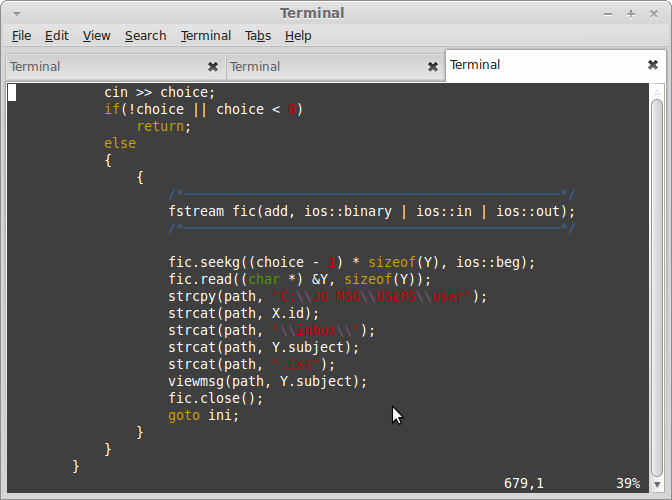 Terminal
File Edit View Search Terminal Tabs Help
Terminal Terminal Terminal
cin >> choice;
if(!choice || choice < 0)
return;
else
{
{
/*~~~~~~~~~~~~~~~~~~~~~~~~~~~~~~~~~~~~~~~~~~~~~~~*/
fstream fic(add, ios::binary | ios::in | ios::out);
/*~~~~~~~~~~~~~~~~~~~~~~~~~~~~~~~~~~~~~~~~~~~~~~~*/
fic.seekg((choice - 1) * sizeof(Y), ios::beg);
fic.read((char *) &Y, sizeof(Y));
strcpy(path, "C:\\JG MSG\\USERS\\user");
strcat(path, X.id);
strcat(path, "\\inbox\\");
strcat(path, Y.subject);
strcat(path, ".txt");
viewmsg(path, Y.subject);
fic.close();
goto ini;
}
}
}
679,1 39%